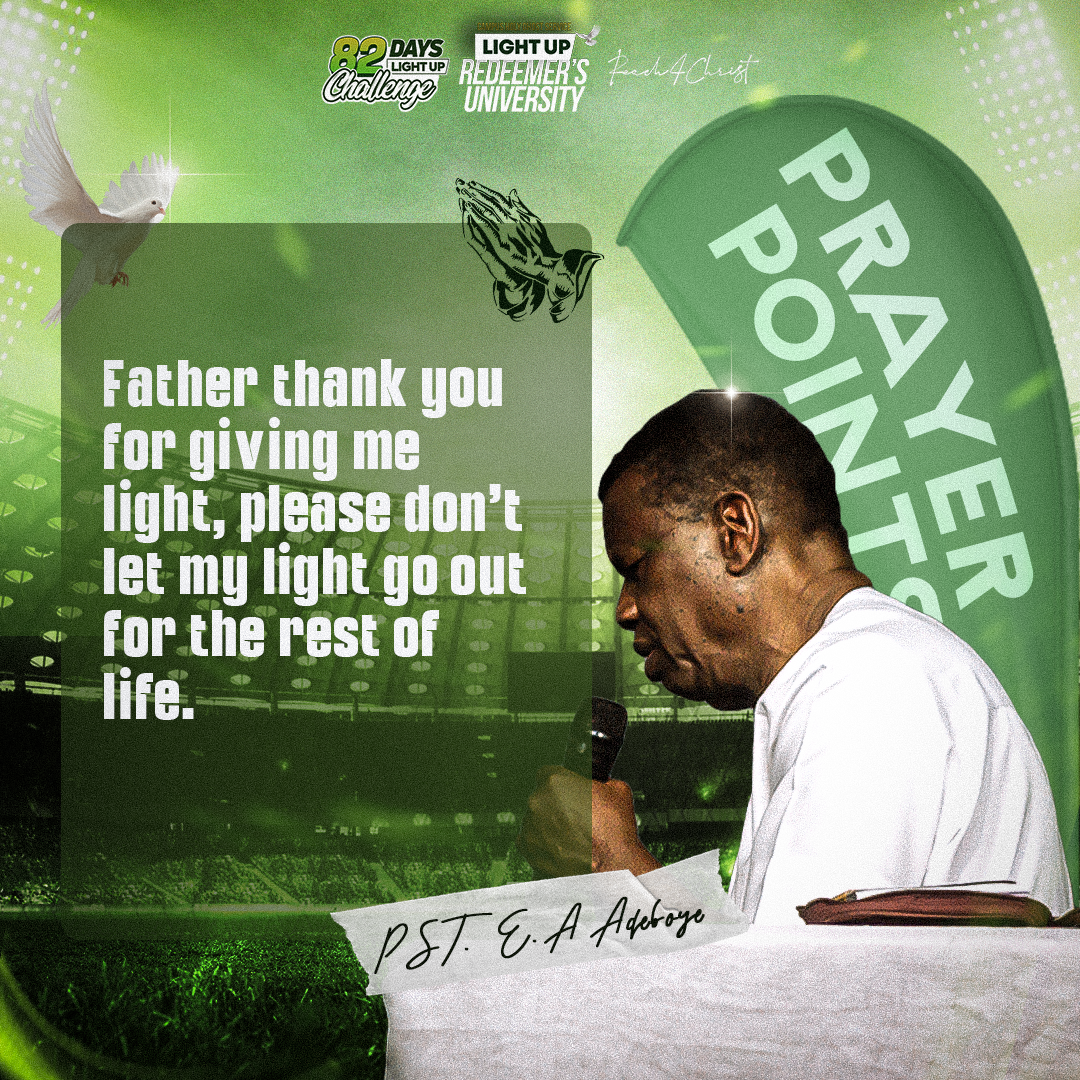 82 DAYS
LIGHT UP
Challenge
LIGHT UP
REDEEMER'S
UNIVERSITY
Reach4Christ
PRAYER
POINTS
Father thank you
for giving me
light, please don't
let my light go out
for the rest of
life.
PST. E.A Adeboye